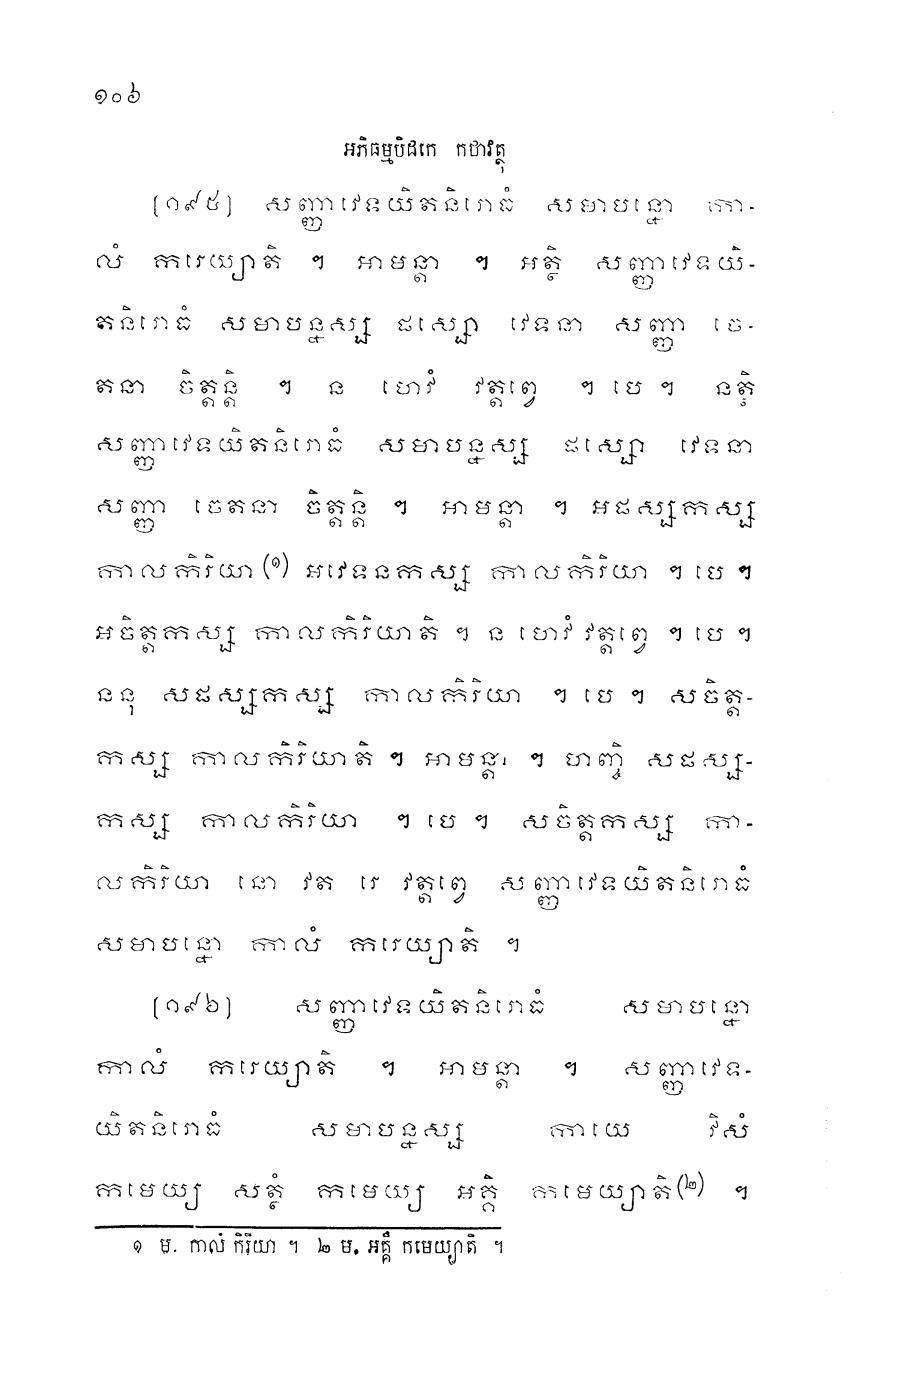 ១០៦
អភិធម្មបិដកេ កថាវត្ថុ
[១៩៥] សញ្ញាវេទយិតនិរោធំ សមាបន្នោ កា-
លំ ករេយ្យាតិ ។ អាមន្តា ។ អត្ថិ សញ្ញាវេទយិ-
តនិរោធំ សមាបន្នស្ស ផស្សោ វេទនា សញ្ញា ចេ-
តនា ចិត្តន្តិ ។ ន ហេវំ វត្តព្វេ ។ បេ ។ នត្ថិ
សញ្ញាវេទយិតនិរោធំ សមាបន្នស្ស ផស្សោ វេទនា
សញ្ញា ចេតនា ចិត្តន្តិ ។ អាមន្តា ។ អផស្សកស្ស
កាលកិរិយា(១) អវេទនកស្ស កាលកិរិយា ។ បេ ។
អចិត្តកស្ស កាលកិរិយាតិ ។ ន ហេវំ វត្តព្វេ ។ បេ ។
ននុ សផស្សកស្ស កាលកិរិយា ។ បេ ។ សចិត្ត-
កស្ស កាលកិរិយាតិ ។ អាមន្តា ។ ហញ្ចិ សផស្ស-
កស្ស កាលកិរិយា ។ បេ ។ សចិត្តកស្ស កា-
លកិរិយា នោ វត រេ វត្តព្វេ សញ្ញាវេទយិតនិរោធំ
សមាបន្នោ កាលំ ករេយ្យាតិ ។
[១៩៦] សញ្ញាវេទយិតនិរោធំ សមាបន្នោ
កាលំ ករេយ្យាតិ ។ អាមន្តា ។ សញ្ញាវេទ-
យិតនិរោធំ សមាបន្នស្ស កាយេ វិសំ
កមេយ្យ សត្ថំ កមេយ្យ អគ្គិ កមេយ្យាតិ(២) ។
១ ម. កាលំ កិរិយា ។ ២ ម. អគ្គី កមេយ្យាតិ ។